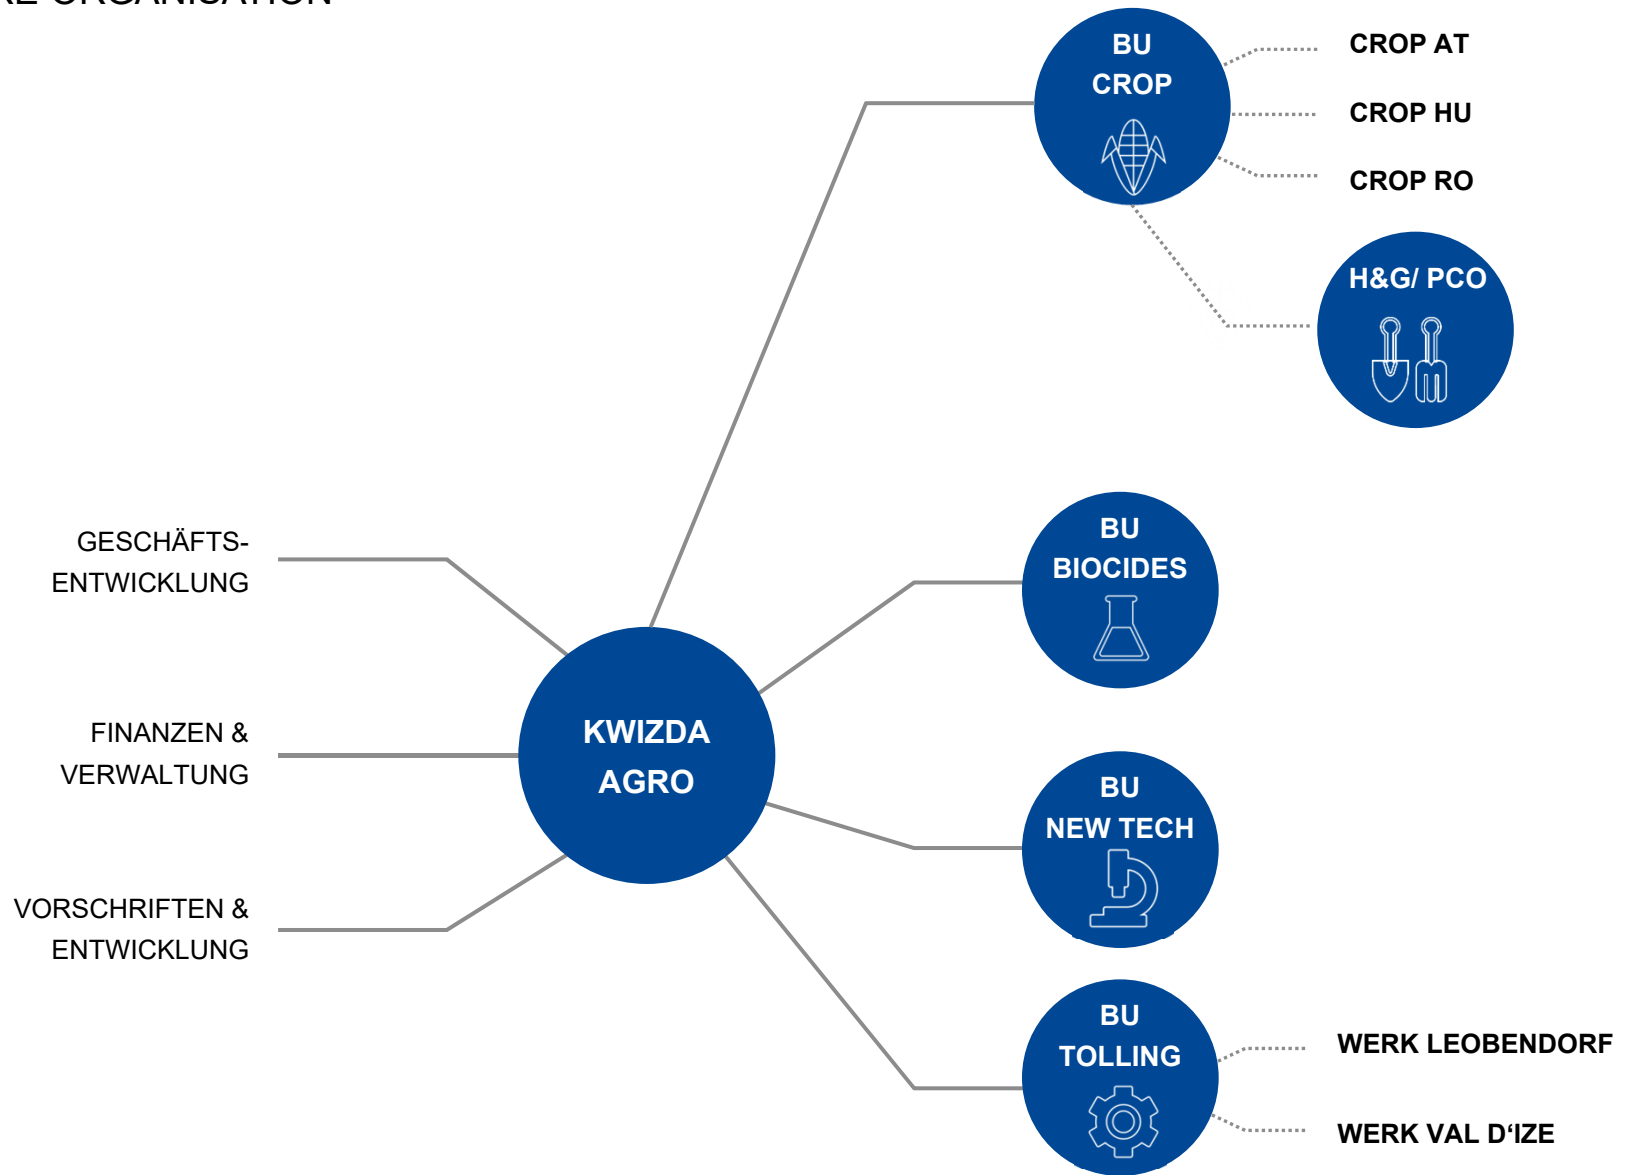 ORGANISATION
BU
CROP
CROP AT
CROP HU
CROP RO
H&G/ PCO
GESCHÄFTS-
ENTWICKLUNG
BU
BIOCIDES
FINANZEN &
VERWALTUNG
KWIZDA
AGRO
BU
NEW TECH
VORSCHRIFTEN &
ENTWICKLUNG
BU
TOLLING
WERK LEOBENDORF
WERK VAL D‘IZE